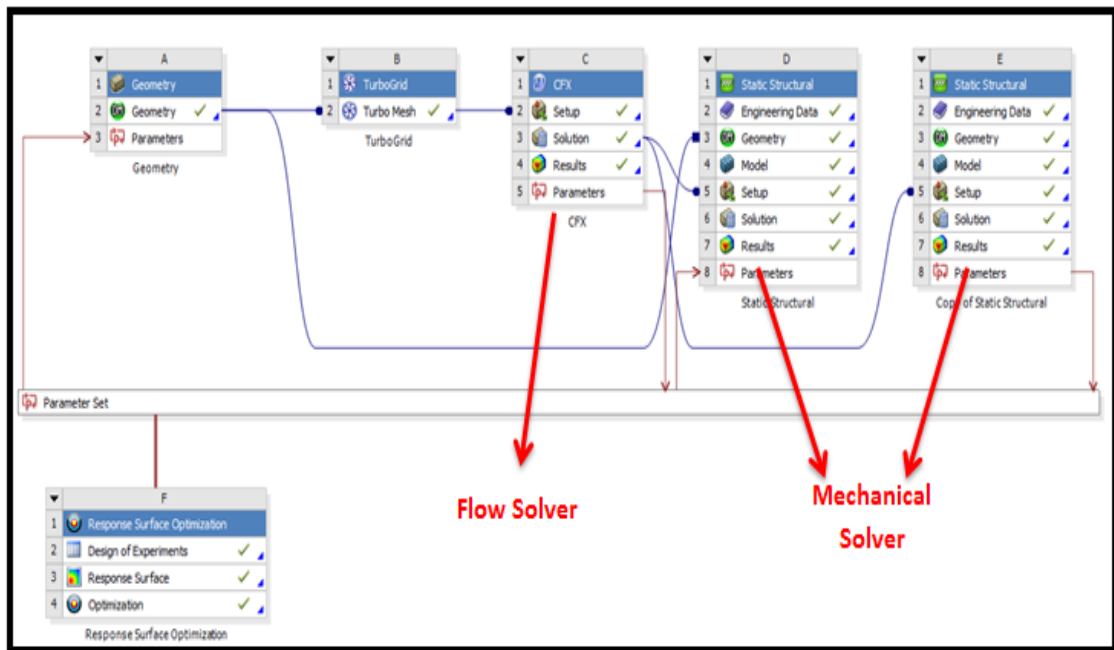 A
1 Geometry
2 Geometry
3 Parameters
Geometry
B
1 TurboGrid
2 Turbo Mesh
TurboGrid
C
1 CFX
2 Setup
3 Solution
4 Results
5 Parameters
CFX
D
1 Static Structural
2 Engineering Data
3 Geometry
4 Model
5 Setup
6 Solution
7 Results
8 Parameters
Static Structural
E
1 Static Structural
2 Engineering Data
3 Geometry
4 Model
5 Setup
6 Solution
7 Results
8 Parameters
Copy of Static Structural
Parameter Set
Flow Solver
Mechanical
Solver
F
1 Response Surface Optimization
2 Design of Experiments
3 Response Surface
4 Optimization
Response Surface Optimization